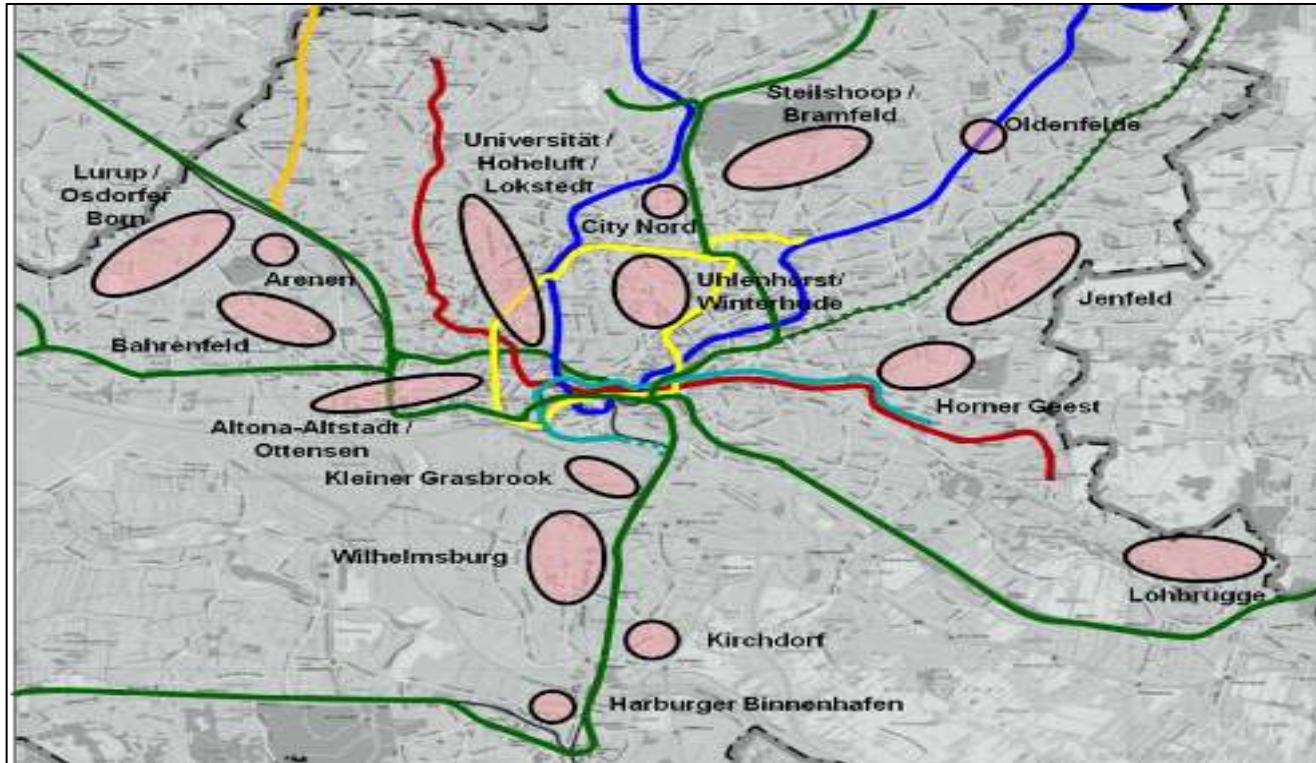 Steilshoop /
Bramfeld
Oldenfelde
Universität /
Hoheluft /
Lokstedt
Lurup /
Osdorfer
Born
City Nord
Arenen
Uhlenhorst/
Winterhude
Jenfeld
Bahrenfeld
Horner Geest
Altona-Altstadt /
Ottensen
Kleiner Grasbrook
Wilhelmsburg
Lohbrügge
Kirchdorf
Harburger Binnenhafen